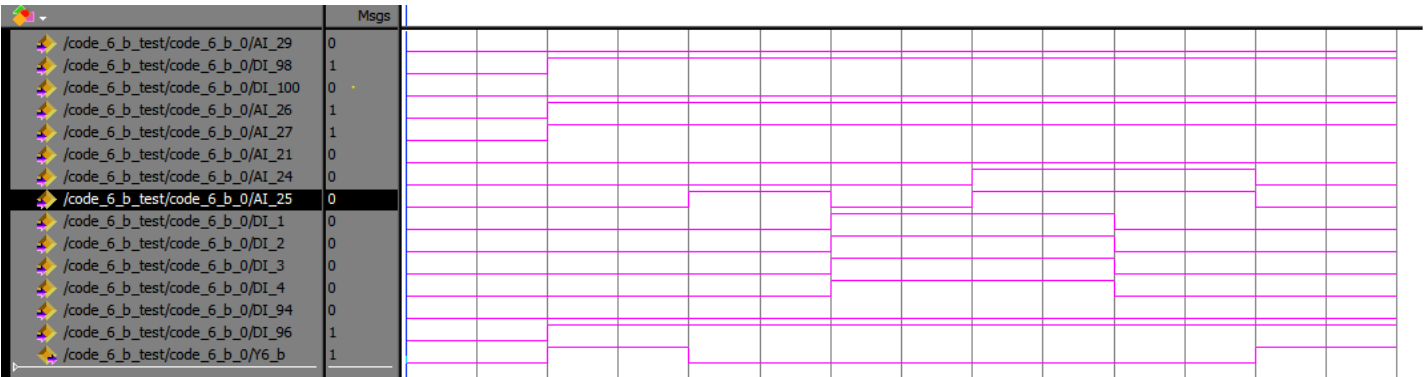 Msgs
/code_6_b_test/code_6_b_0/AI_29 0
/code_6_b_test/code_6_b_0/DI_98 1
/code_6_b_test/code_6_b_0/DI_100 0
/code_6_b_test/code_6_b_0/AI_26 1
/code_6_b_test/code_6_b_0/AI_27 1
/code_6_b_test/code_6_b_0/AI_21 0
/code_6_b_test/code_6_b_0/AI_24 0
/code_6_b_test/code_6_b_0/AI_25 0
/code_6_b_test/code_6_b_0/DI_1 0
/code_6_b_test/code_6_b_0/DI_2 0
/code_6_b_test/code_6_b_0/DI_3 0
/code_6_b_test/code_6_b_0/DI_4 0
/code_6_b_test/code_6_b_0/DI_94 0
/code_6_b_test/code_6_b_0/DI_96 1
/code_6_b_test/code_6_b_0/Y6_b 1